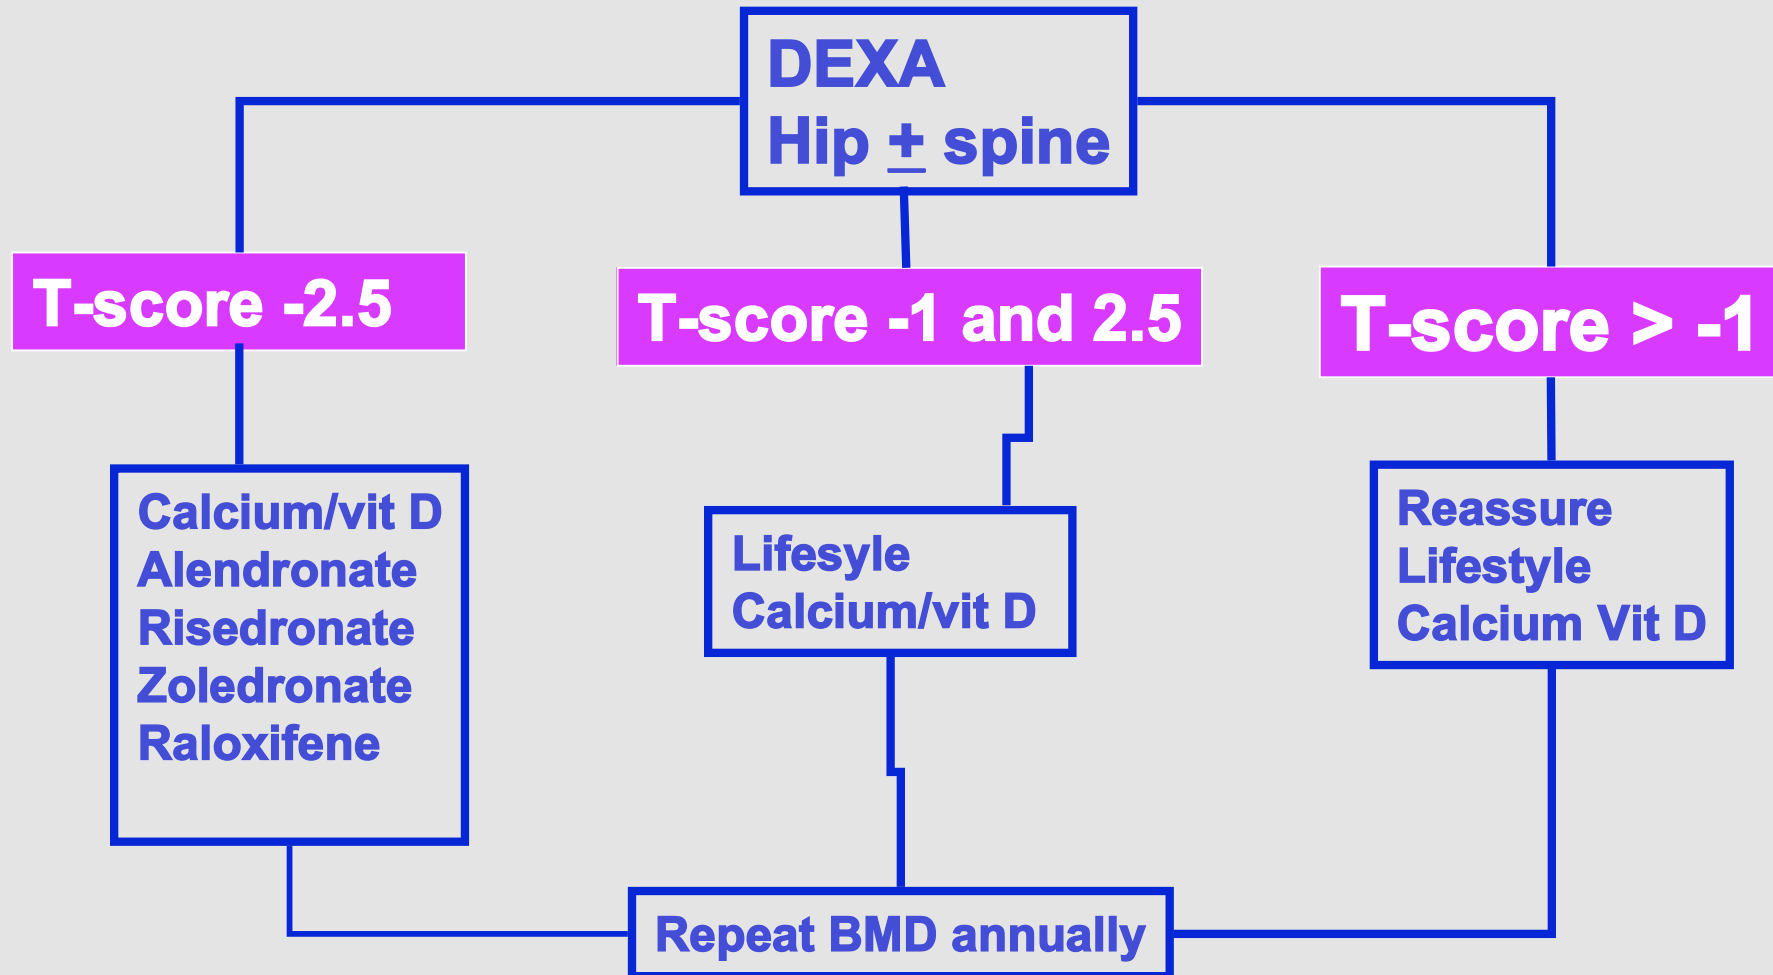 DEXA
Hip ± spine
T-score -2.5
T-score -1 and 2.5
T-score > -1
Calcium/vit D
Alendronate
Risedronate
Zoledronate
Raloxifene
Lifesyle
Calcium/vit D
Reassure
Lifestyle
Calcium Vit D
Repeat BMD annually